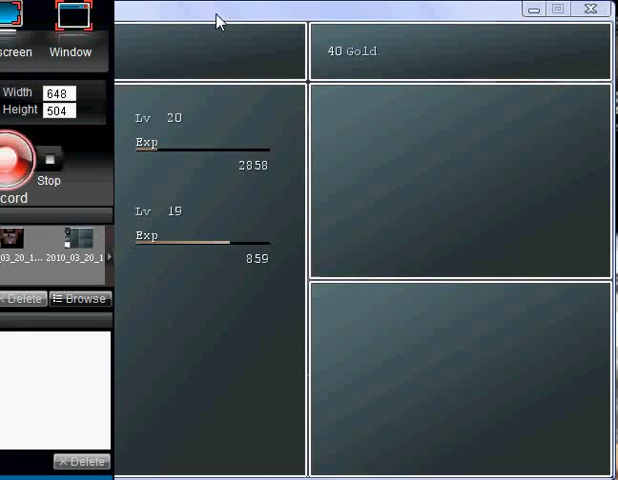 screen Window
Width 648
Height 504
Stop
cord
_03_20_1... 2010_03_20_1
Delete Browse
Delete
40 Gold
Lv 20
Exp
2858
Lv 19
Exp
859